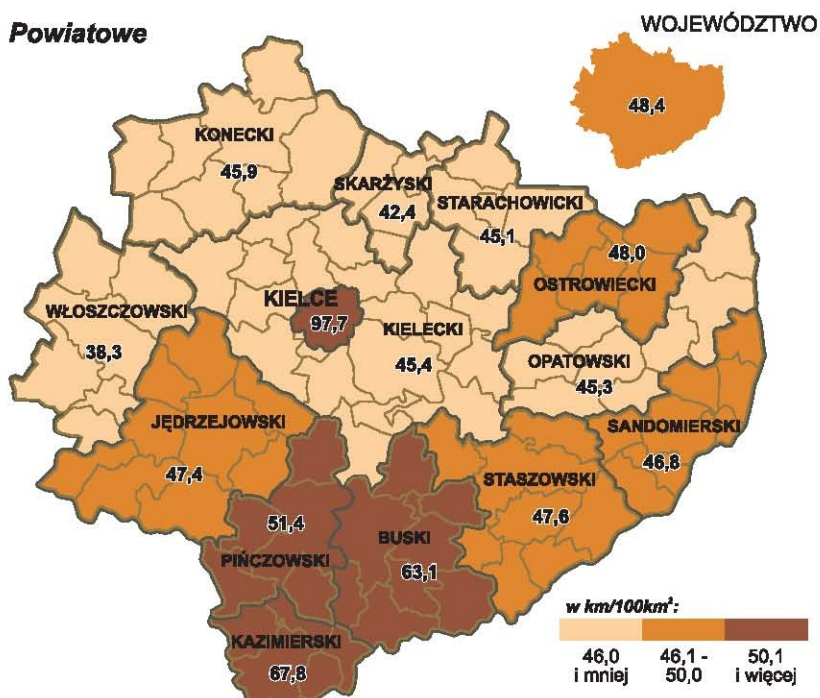 Powiatowe
WOJEWÓDZTWO
48,4
KONECKI
45,9
SKARŻYSKI
42,4
STARACHOWICKI
45,1
48,0
OSTROWIECKI
WŁOSZCZOWSKI
38,3
KIELCE
97,7
KIELECKI
45,4
OPATOWSKI
45,3
JĘDRZEJOWSKI
47,4
SANDOMIERSKI
46,8
STASZOWSKI
47,6
51,4
PIŃCZOWSKI
BUSKI
63,1
KAZIMIERSKI
67,8
w km/100km²:
46,0
i mniej
46,1 -
50,0
50,1
i więcej